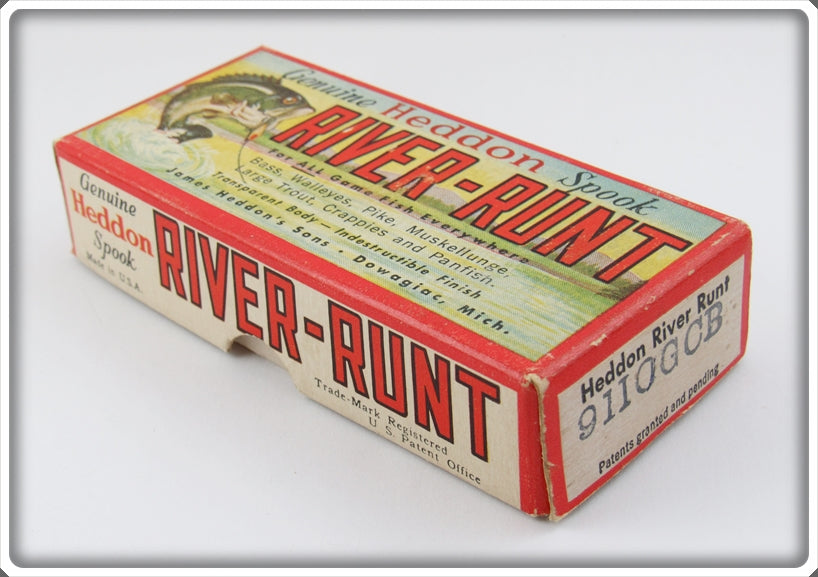 Genuine Heddon Spook
RIVER-RUNT
For ALL Game Fish Everywhere
Bass, Walleyes, Pike, Muskellunge,
Large Trout, Crappies and Panfish.
Transparent Body — Indestructible Finish
James Heddon's Sons - Dowagiac, Mich.
Genuine
Heddon
Spook
Made in U.S.A.
RIVER-RUNT
Trade-Mark Registered
U. S. Patent Office
Heddon River Runt
9110GCB
Patents granted and pending